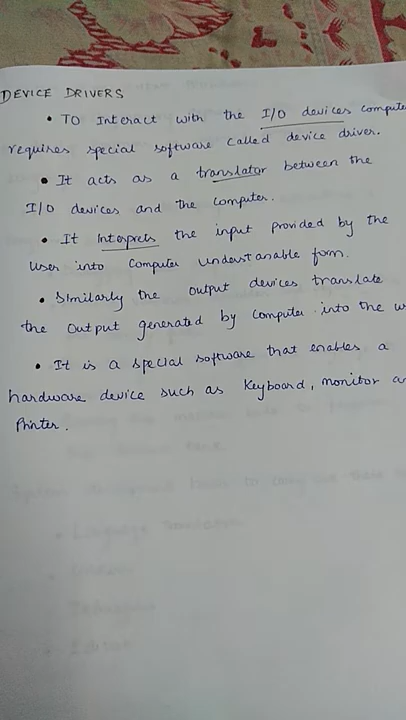 DEVICE DRIVERS
• TO Interact with the I/O devices compute
requires special software called device driver.
• It acts as a translator between the
I/O devices and the computer.
• It Interprets the input provided by the
user into Computer understanable form.
• Similarly the output devices translate
the output generated by computer into the u
• It is a special software that enables a
hardware device such as Keyboard, monitor a
Printer.
• Language Translator